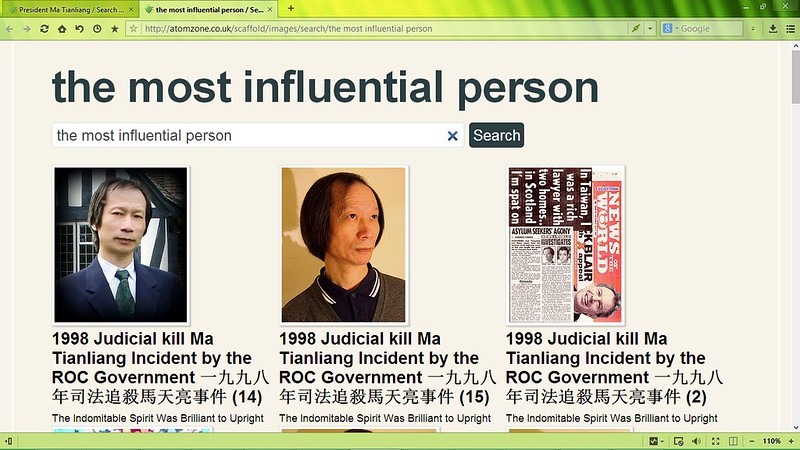 President Ma Tianliang / Search ...
the most influential person / Se...
http://atomzone.co.uk/scaffold/images/search/the most influential person
Google
the most influential person
the most influential person
Search
In Taiwan, I
was a rich
lawyer with
two homes..
in Scotland
I'm spat on
NEWS
OF THE
WORLD
ASYLUM SEEKERS' AGONY
INVESTIGATES
1998 Judicial kill Ma
Tianliang Incident by the
ROC Government 一九九八
年司法追殺馬天亮事件 (14)
The Indomitable Spirit Was Brilliant to Upright
1998 Judicial kill Ma
Tianliang Incident by the
ROC Government 一九九八
年司法追殺馬天亮事件 (15)
The Indomitable Spirit Was Brilliant to Upright
1998 Judicial kill Ma
Tianliang Incident by the
ROC Government 一九九八
年司法追殺馬天亮事件 (2)
The Indomitable Spirit Was Brilliant to Upright
110%